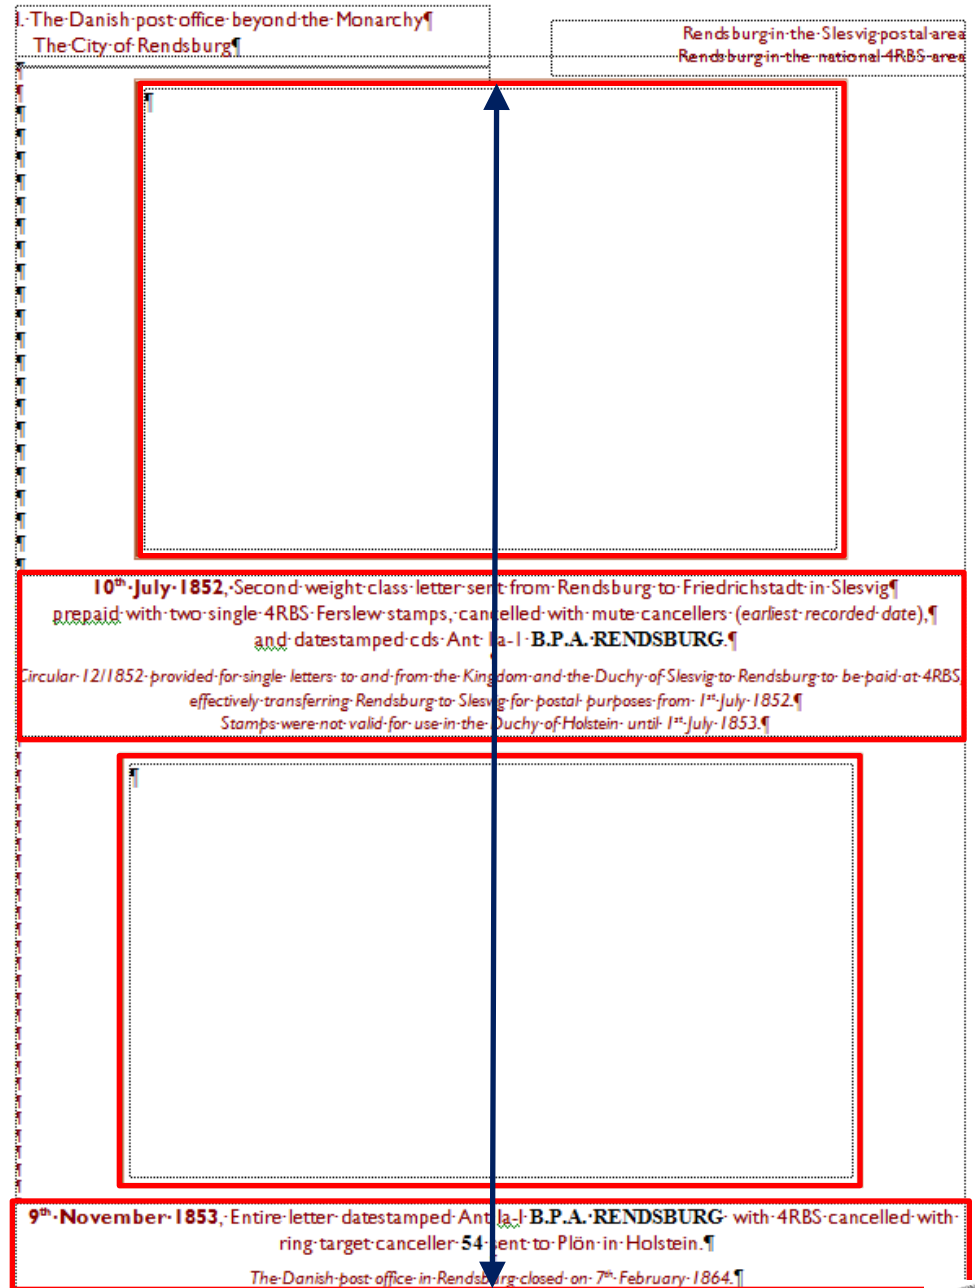 I. The Danish post office beyond the Monarchy¶
The City of Rendsburg¶
Rendsburg in the Slesvig postal area
Rendsburg in the national 4RBS area
10th July 1852, Second weight class letter sent from Rendsburg to Friedrichstadt in Slesvig¶
prepaid with two single 4RBS Ferslew stamps, cancelled with mute cancellers (earliest recorded date),¶
and datestamped cds Ant Ia-1 B.P.A. RENDSBURG.¶
Circular 12/1852 provided for single letters to and from the Kingdom and the Duchy of Slesvig to Rendsburg to be paid at 4RBS,
effectively transferring Rendsburg to Slesvig for postal purposes from 1st July 1852.¶
Stamps were not valid for use in the Duchy of Holstein until 1st July 1853.¶
9th November 1853, Entire letter datestamped Ant Ia-1 B.P.A. RENDSBURG with 4RBS cancelled with
ring target canceller 54 sent to Plön in Holstein.¶
The Danish post office in Rendsburg closed on 7th February 1864.¶